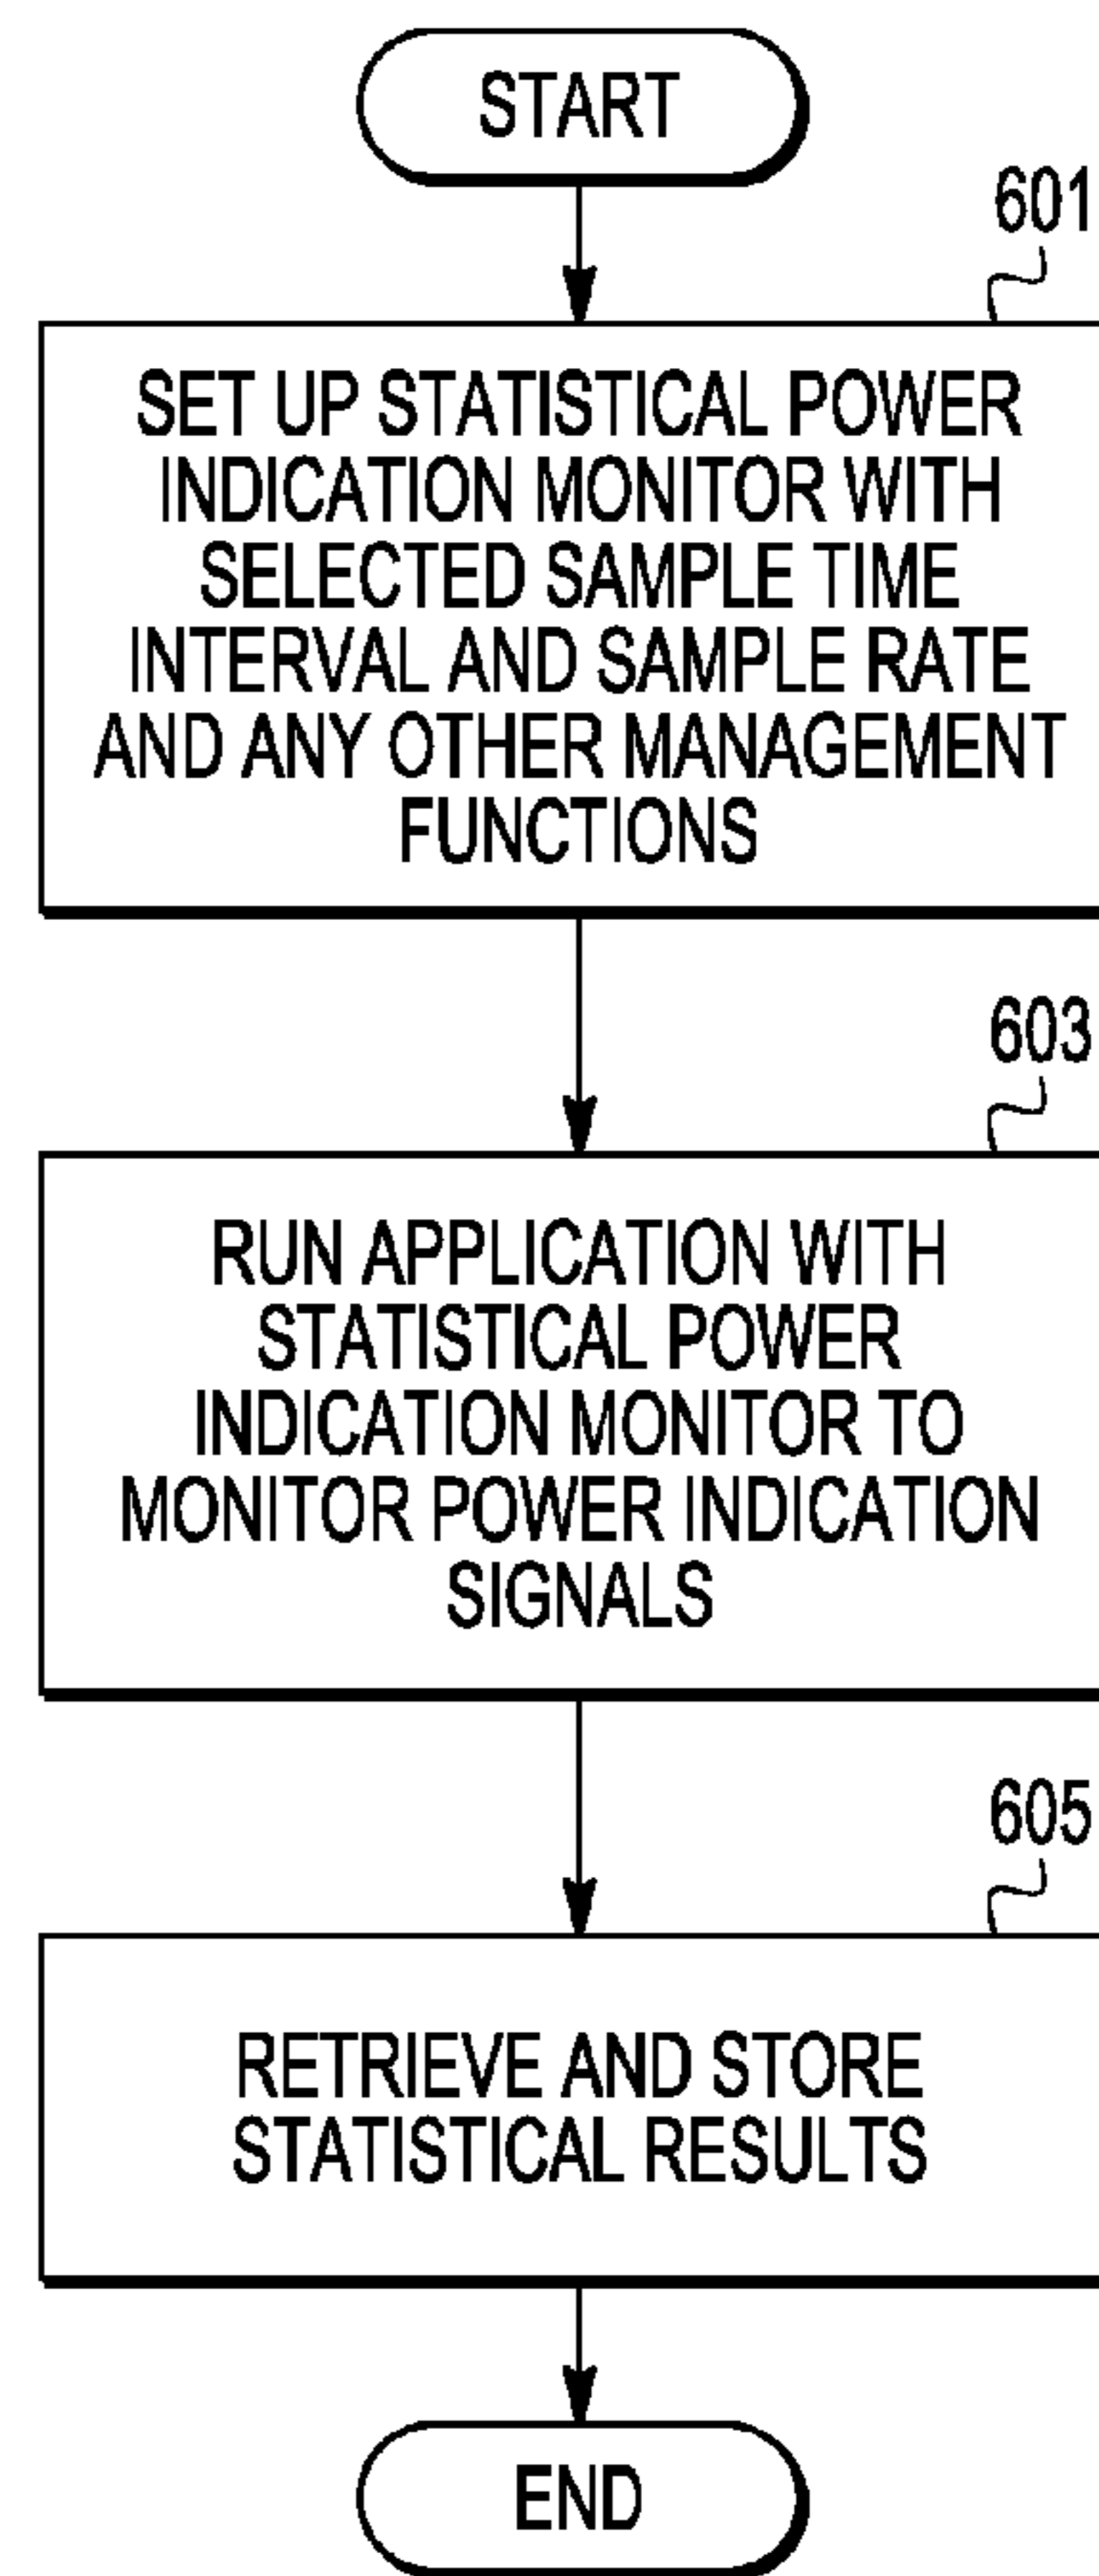 START
601
SET UP STATISTICAL POWER
INDICATION MONITOR WITH
SELECTED SAMPLE TIME
INTERVAL AND SAMPLE RATE
AND ANY OTHER MANAGEMENT
FUNCTIONS
603
RUN APPLICATION WITH
STATISTICAL POWER
INDICATION MONITOR TO
MONITOR POWER INDICATION
SIGNALS
605
RETRIEVE AND STORE
STATISTICAL RESULTS
END